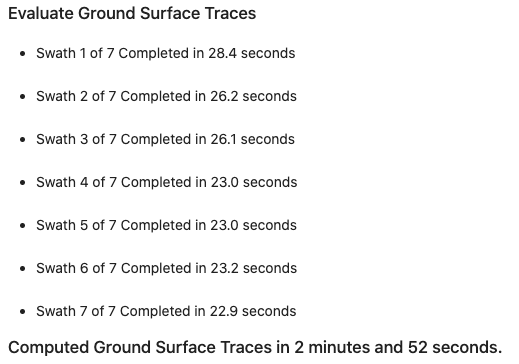 Evaluate Ground Surface Traces
• Swath 1 of 7 Completed in 28.4 seconds
• Swath 2 of 7 Completed in 26.2 seconds
• Swath 3 of 7 Completed in 26.1 seconds
• Swath 4 of 7 Completed in 23.0 seconds
• Swath 5 of 7 Completed in 23.0 seconds
• Swath 6 of 7 Completed in 23.2 seconds
• Swath 7 of 7 Completed in 22.9 seconds
Computed Ground Surface Traces in 2 minutes and 52 seconds.